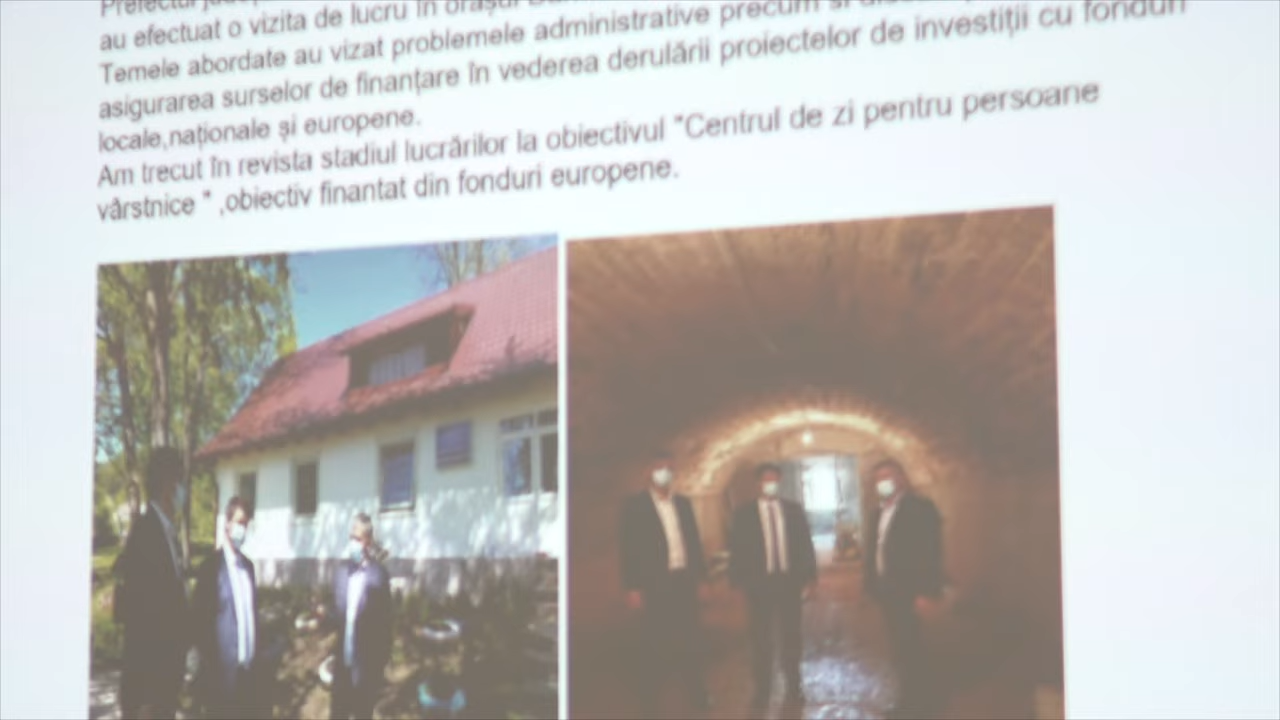 au efectuat o vizita de lucru în orașul
Temele abordate au vizat problemele administrative precum si
asigurarea surselor de finanțare în vederea derulării proiectelor de investiții cu fonduri
locale,naționale și europene.
Am trecut în revista stadiul lucrărilor la obiectivul "Centrul de zi pentru persoane
vârstnice " ,obiectiv finantat din fonduri europene.